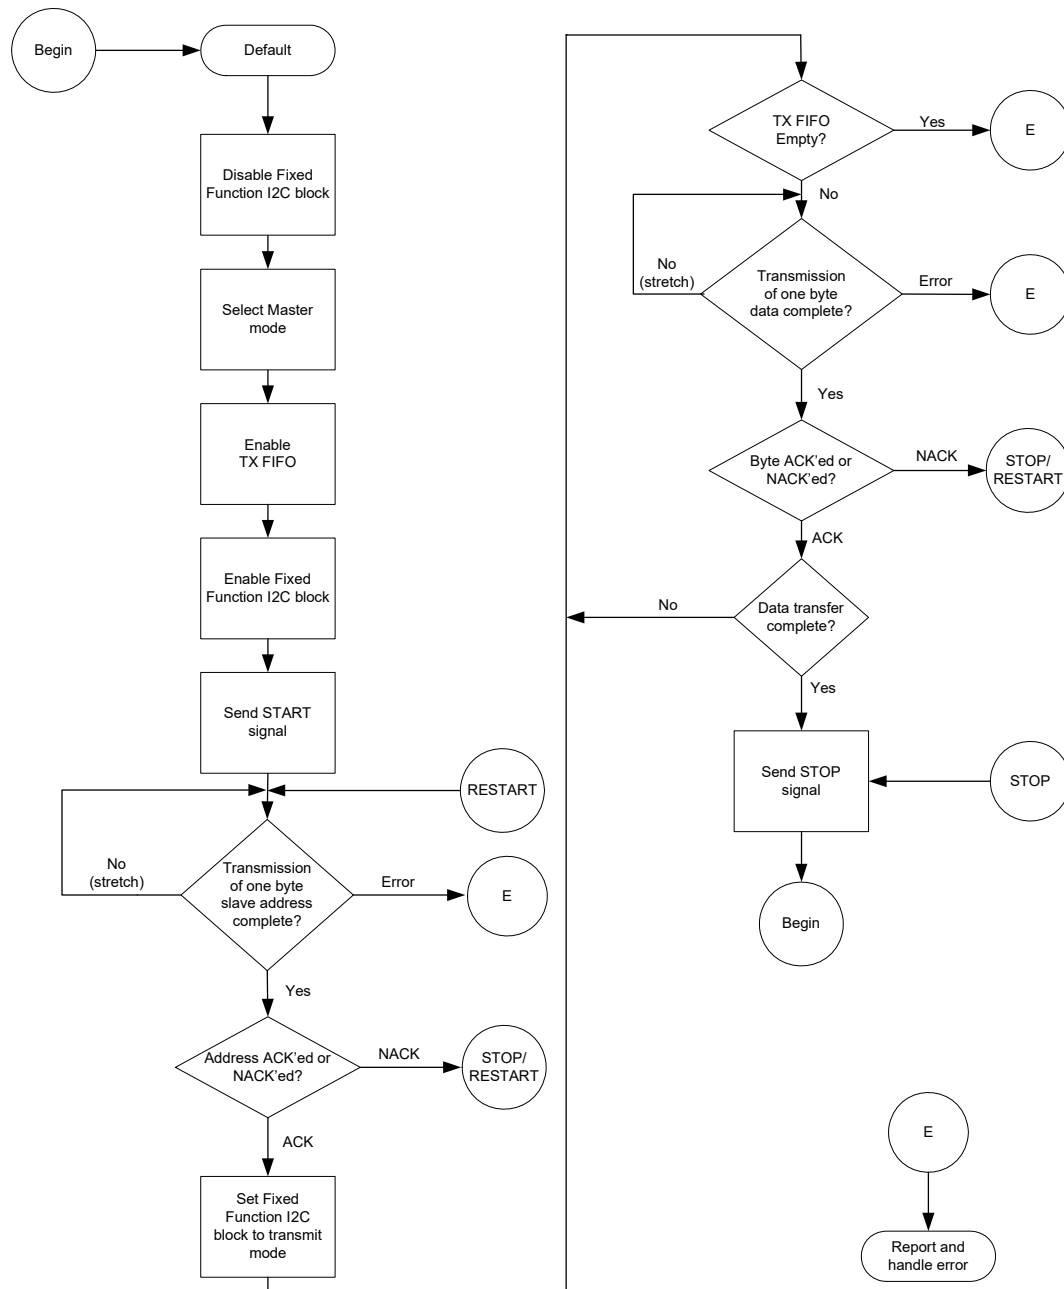 Begin
Default
Disable Fixed
Function I2C block
Select Master
mode
Enable
TX FIFO
Enable Fixed
Function I2C block
Send START
signal
RESTART
No
(stretch)
Transmission
of one byte
slave address
complete?
Error
E
Yes
Address ACK'ed or
NACK'ed?
NACK
STOP/
RESTART
ACK
Set Fixed
Function I2C
block to transmit
mode
TX FIFO
Empty?
Yes
E
No
No
(stretch)
Transmission
of one byte
data complete?
Error
E
Yes
Byte ACK'ed or
NACK'ed?
NACK
STOP/
RESTART
ACK
No
Data transfer
complete?
Yes
Send STOP
signal
STOP
Begin
E
Report and
handle error